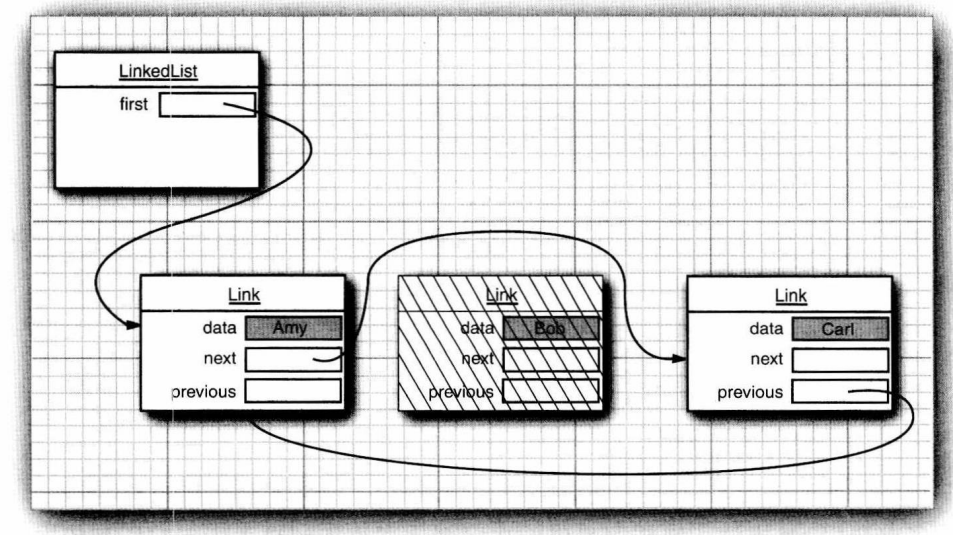 LinkedList
first
Link
data Amy
next
previous
Link
data Bob
next
previous
Link
data Carl
next
previous